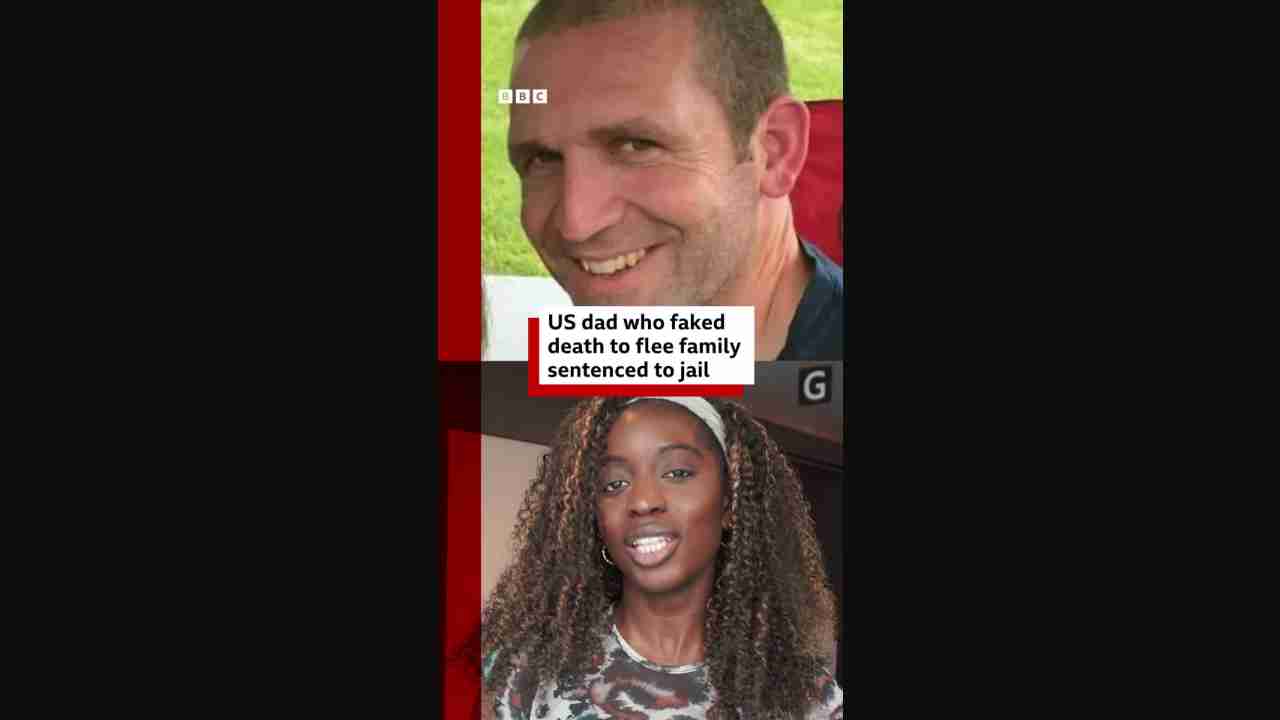 BBC
US dad who faked
death to flee family
sentenced to jail
G